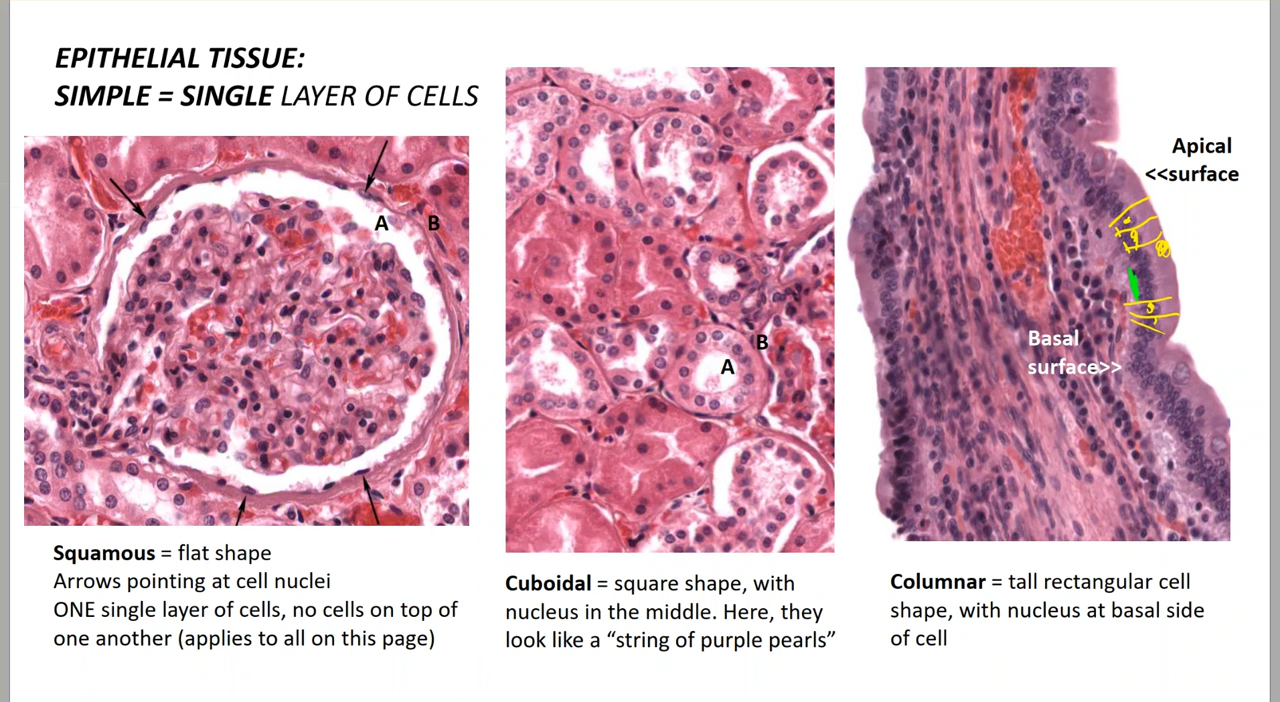 EPITHELIAL TISSUE:
SIMPLE = SINGLE LAYER OF CELLS
A
B
Squamous = flat shape
Arrows pointing at cell nuclei
ONE single layer of cells, no cells on top of
one another (applies to all on this page)
B
A
Cuboidal = square shape, with
nucleus in the middle. Here, they
look like a “string of purple pearls”
Apical
<<surface
Basal
surface>>
Columnar = tall rectangular cell
shape, with nucleus at basal side
of cell